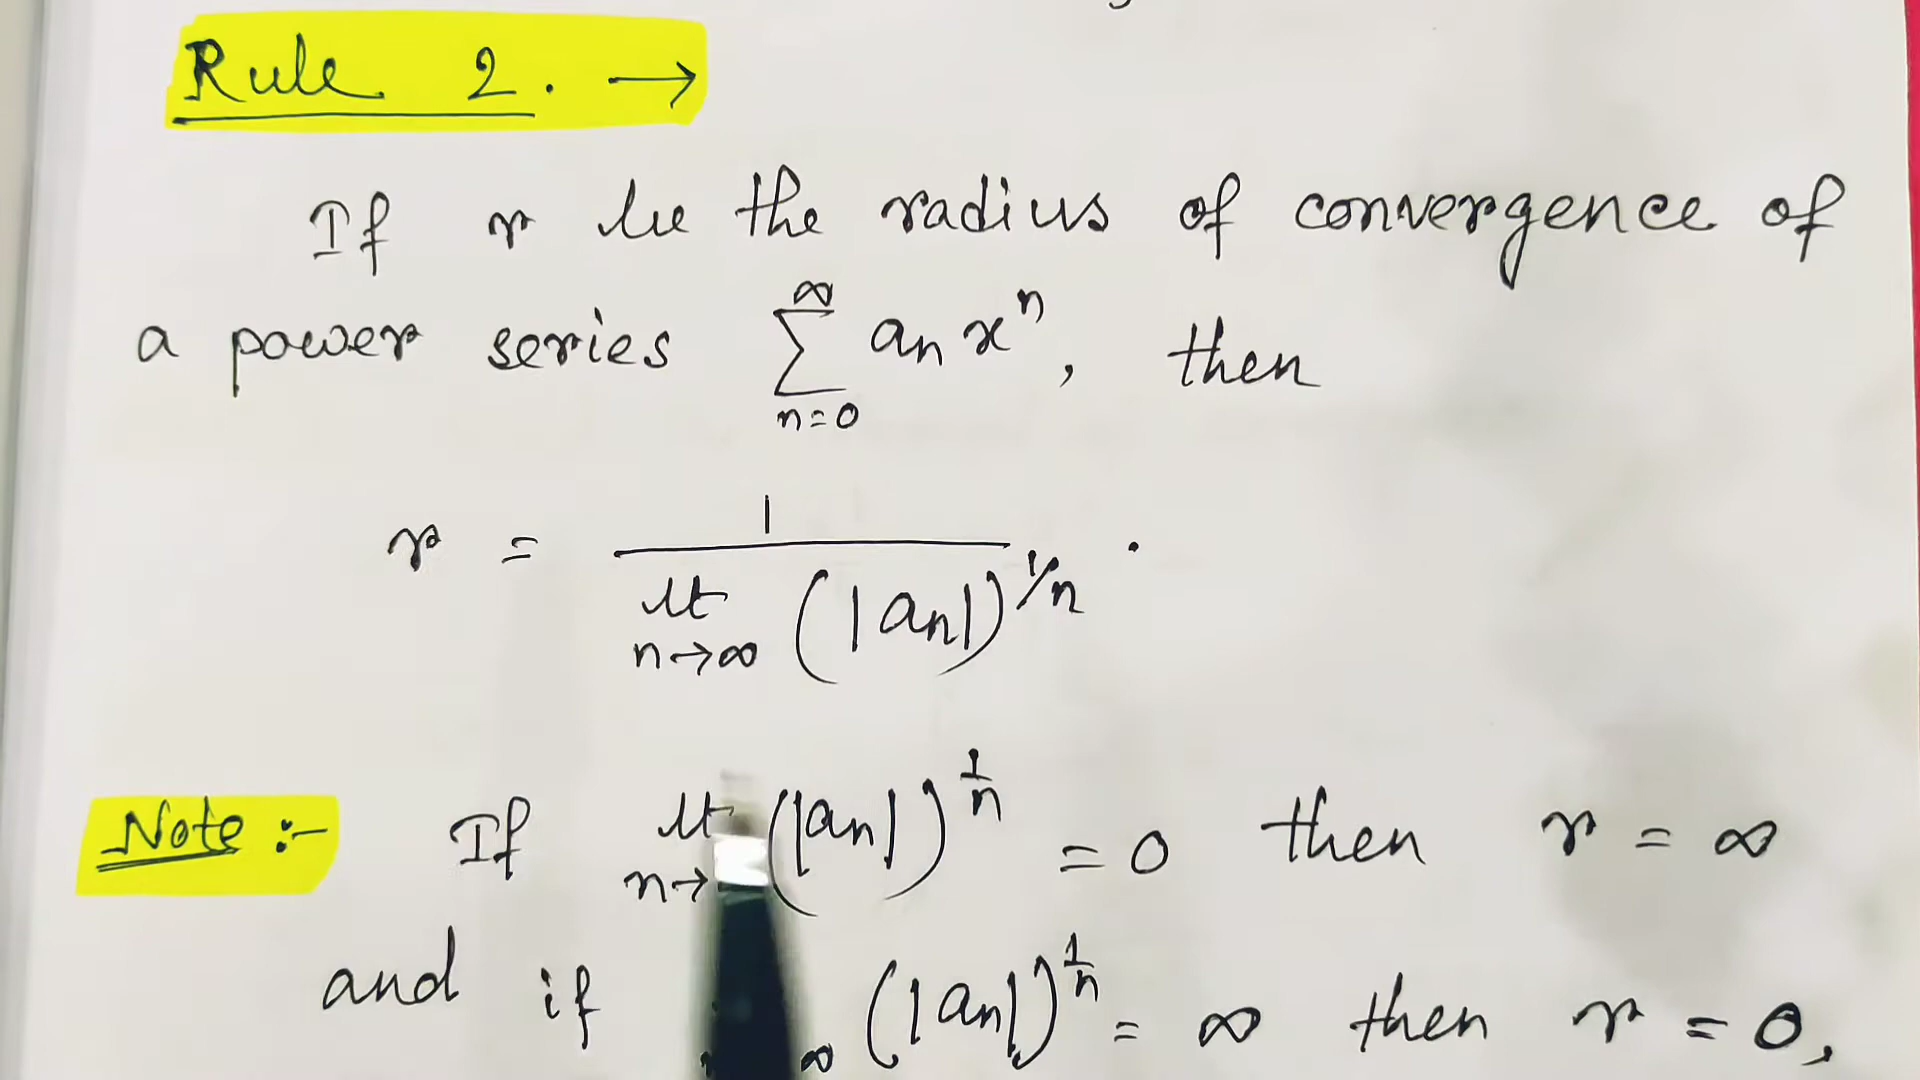 Rule 2. →
If r be the radius of convergence of
a power series ∑_{n=0}^{∞} a_n x^n, then
r = 1 / lt_{n→∞} (|a_n|)^{1/n} .
Note :- If lt_{n→} (|a_n|)^{1/n} = 0 then r = ∞
and if ∞ (|a_n|)^{1/n} = ∞ then r = 0,